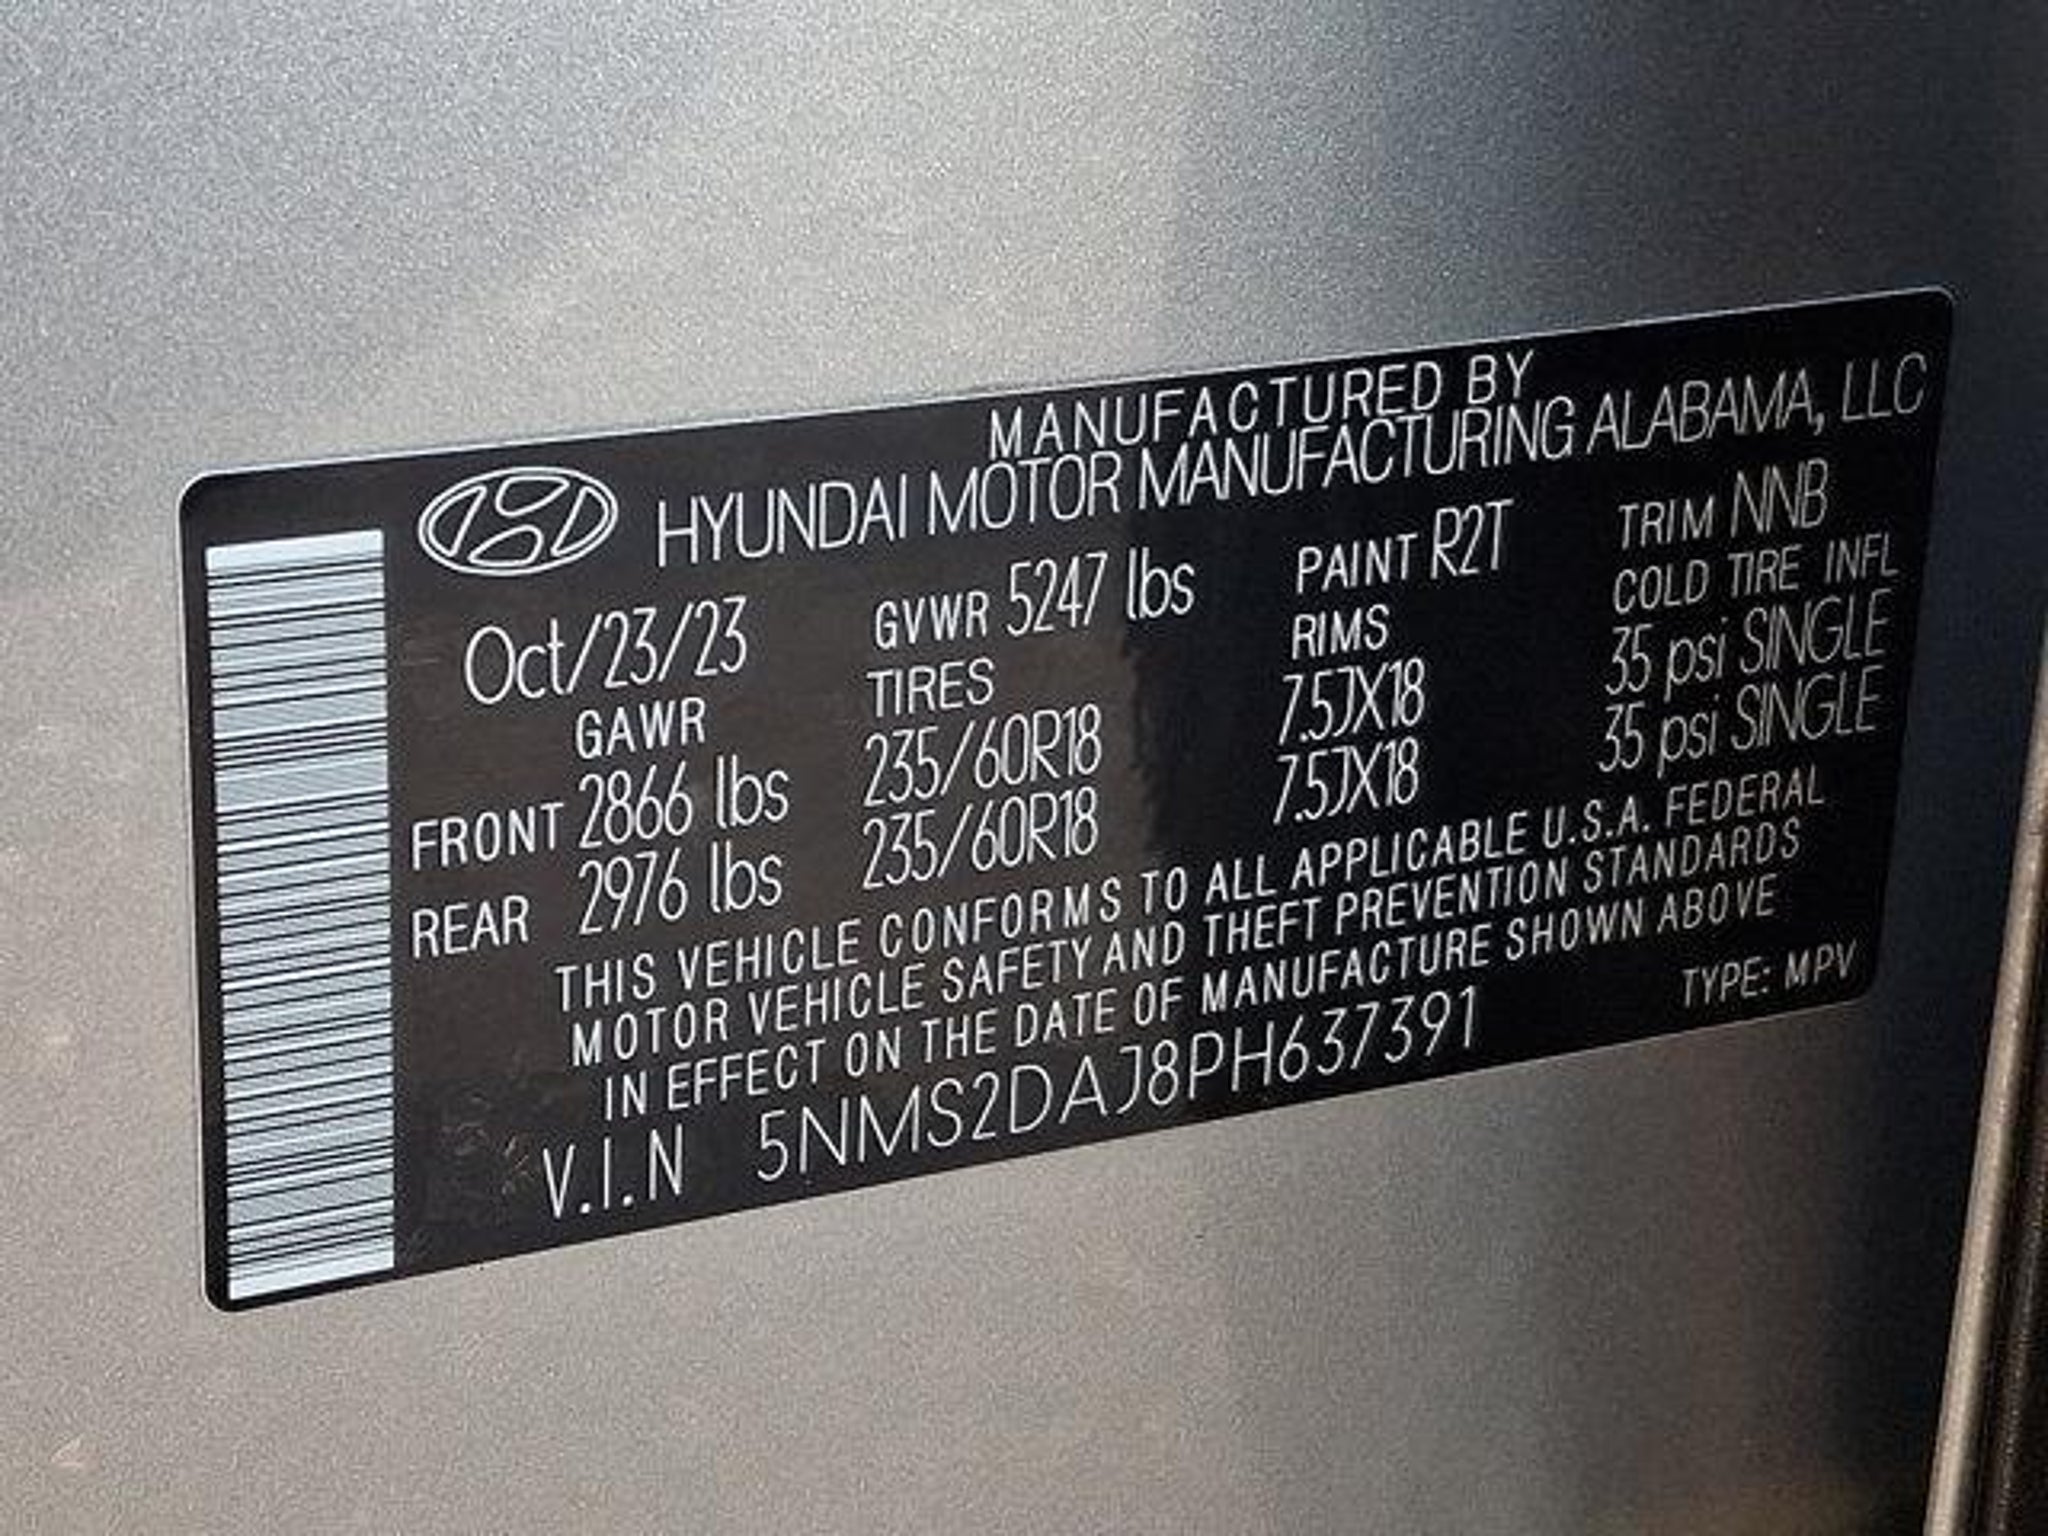 MANUFACTURED BY
HYUNDAI MOTOR MANUFACTURING ALABAMA, LLC
Oct/23/23 GVWR 5247 lbs PAINT R2T TRIM NNB
GAWR TIRES RIMS COLD TIRE INFL
FRONT 2866 lbs 235/60R18 7.5JX18 35 psi SINGLE
REAR 2976 lbs 235/60R18 7.5JX18 35 psi SINGLE
THIS VEHICLE CONFORMS TO ALL APPLICABLE U.S.A. FEDERAL
MOTOR VEHICLE SAFETY AND THEFT PREVENTION STANDARDS
IN EFFECT ON THE DATE OF MANUFACTURE SHOWN ABOVE
V.I.N 5NMS2DAJ8PH637391 TYPE: MPV